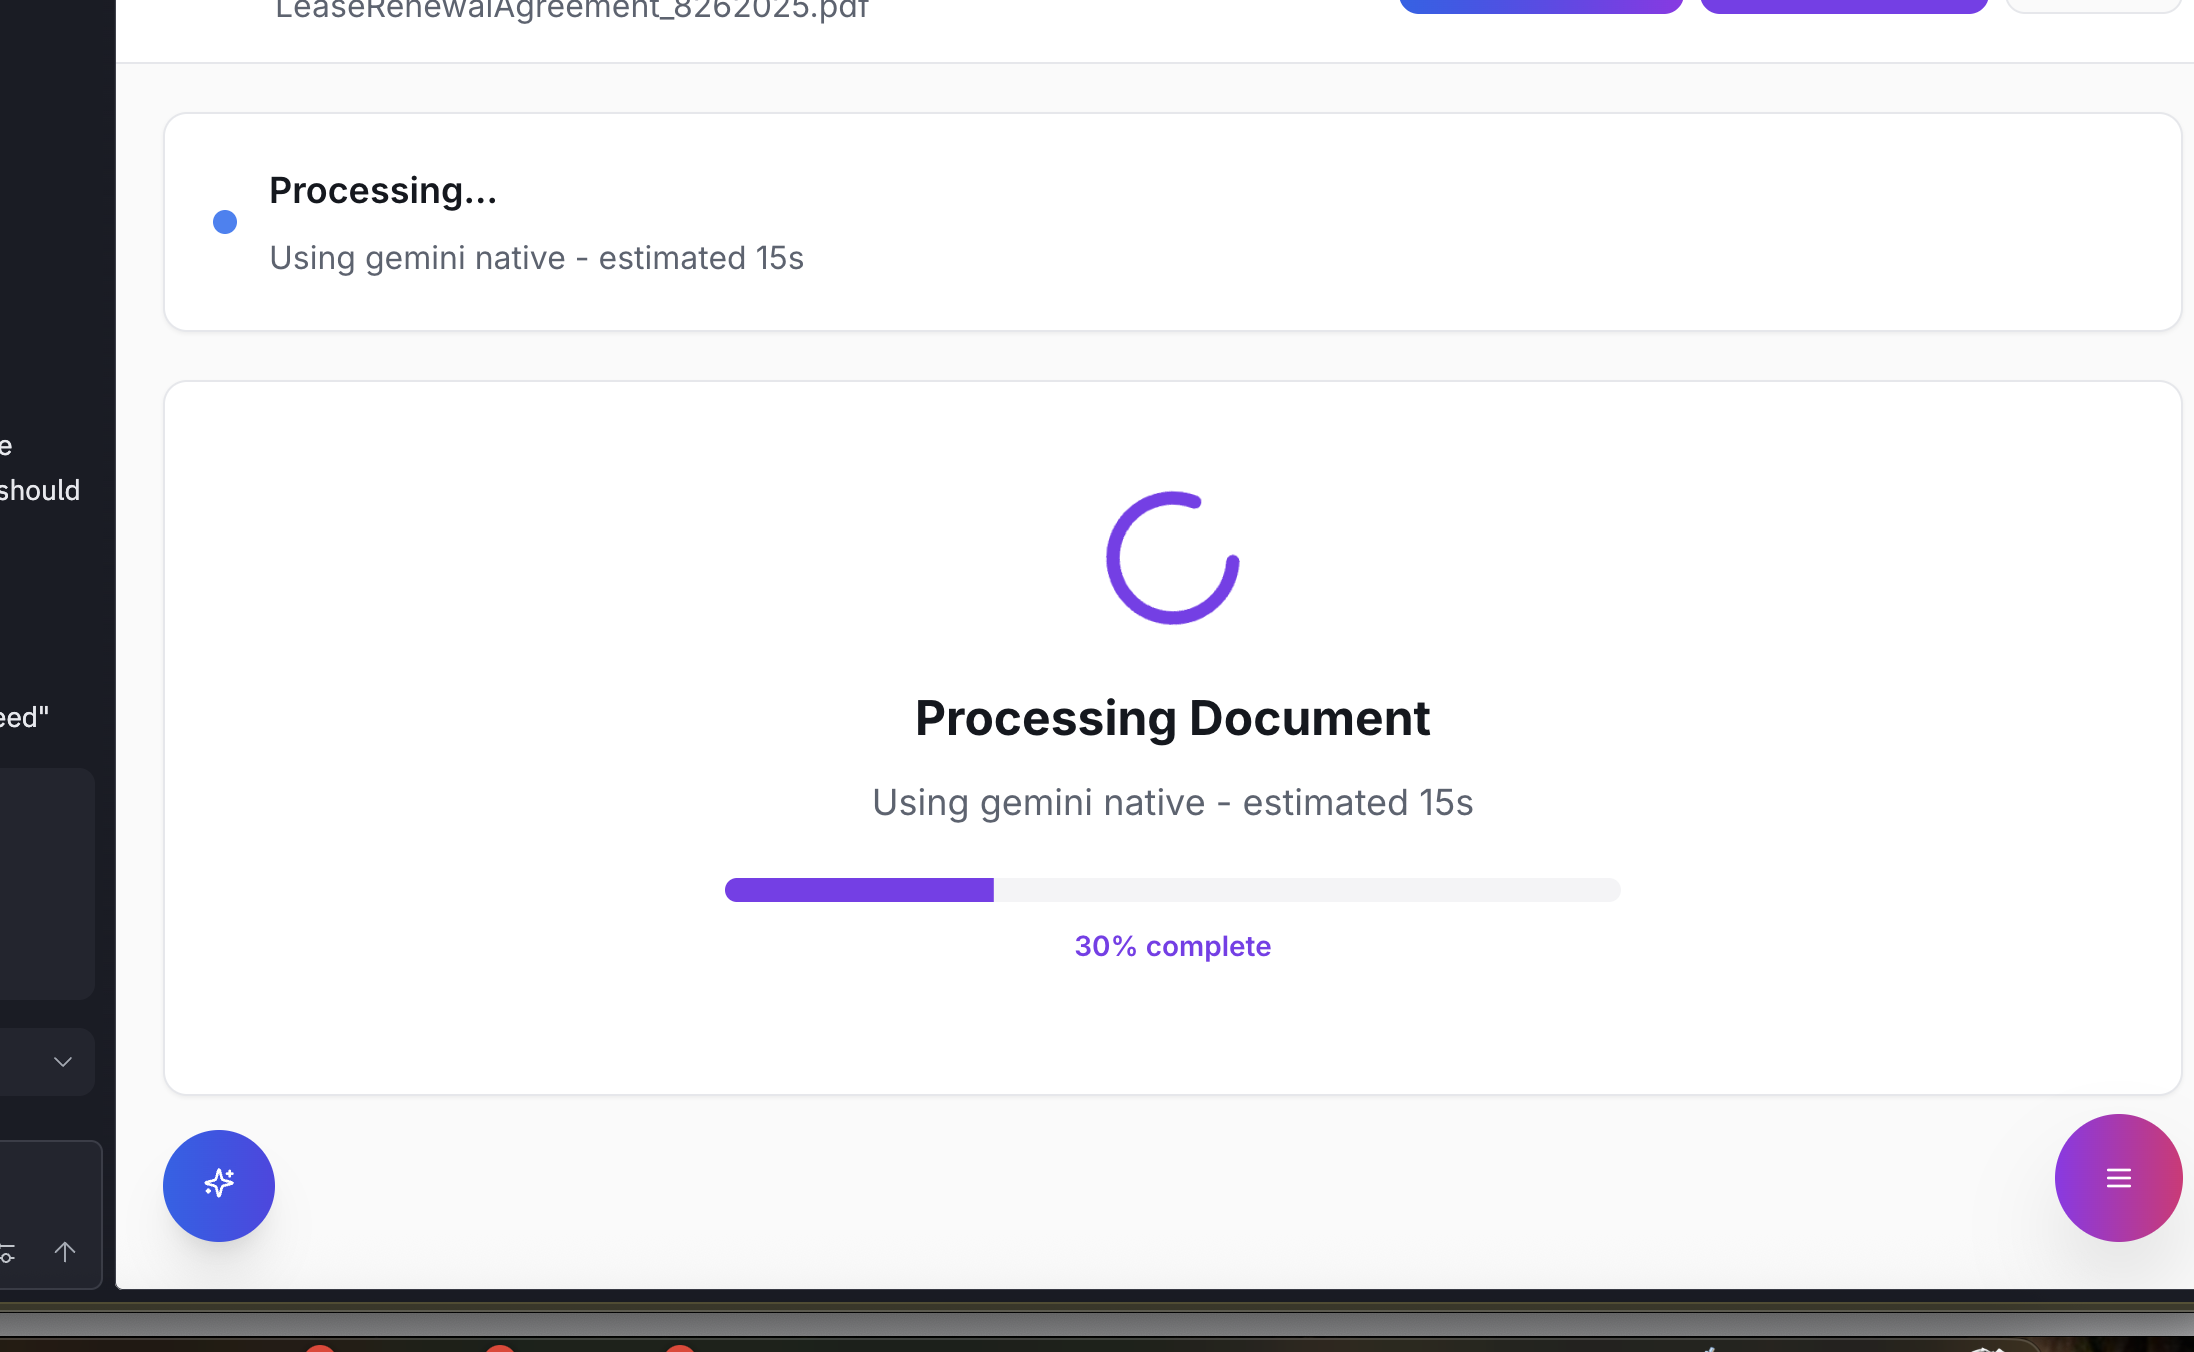 LeaseRenewalAgreement_8262025.pdf
Processing...
Using gemini native - estimated 15s
e
should
eed"
Processing Document
Using gemini native - estimated 15s
30% complete